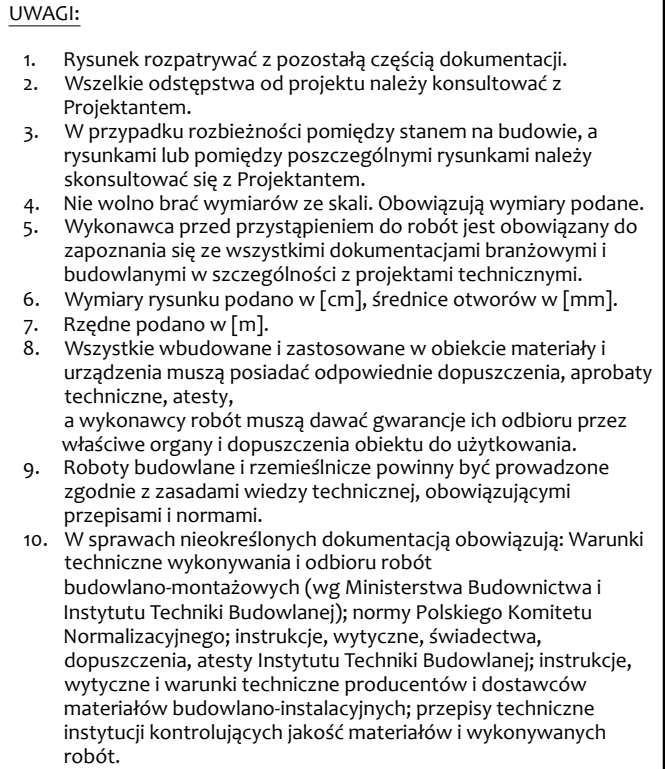 UWAGI:
1. Rysunek rozpatrywać z pozostałą częścią dokumentacji.
2. Wszelkie odstępstwa od projektu należy konsultować z
Projektantem.
3. W przypadku rozbieżności pomiędzy stanem na budowie, a
rysunkami lub pomiędzy poszczególnymi rysunkami należy
skonsultować się z Projektantem.
4. Nie wolno brać wymiarów ze skali. Obowiązują wymiary podane.
5. Wykonawca przed przystąpieniem do robót jest obowiązany do
zapoznania się ze wszystkimi dokumentacjami branżowymi i
budowlanymi w szczególności z projektami technicznymi.
6. Wymiary rysunku podano w [cm], średnice otworów w [mm].
7. Rzędne podano w [m].
8. Wszystkie wbudowane i zastosowane w obiekcie materiały i
urządzenia muszą posiadać odpowiednie dopuszczenia, aprobaty
techniczne, atesty,
a wykonawcy robót muszą dawać gwarancje ich odbioru przez
właściwe organy i dopuszczenia obiektu do użytkowania.
9. Roboty budowlane i rzemieślnicze powinny być prowadzone
zgodnie z zasadami wiedzy technicznej, obowiązującymi
przepisami i normami.
10. W sprawach nieokreślonych dokumentacją obowiązują: Warunki
techniczne wykonywania i odbioru robót
budowlano-montażowych (wg Ministerstwa Budownictwa i
Instytutu Techniki Budowlanej); normy Polskiego Komitetu
Normalizacyjnego; instrukcje, wytyczne, świadectwa,
dopuszczenia, atesty Instytutu Techniki Budowlanej; instrukcje,
wytyczne i warunki techniczne producentów i dostawców
materiałów budowlano-instalacyjnych; przepisy techniczne
instytucji kontrolujących jakość materiałów i wykonywanych
robót.